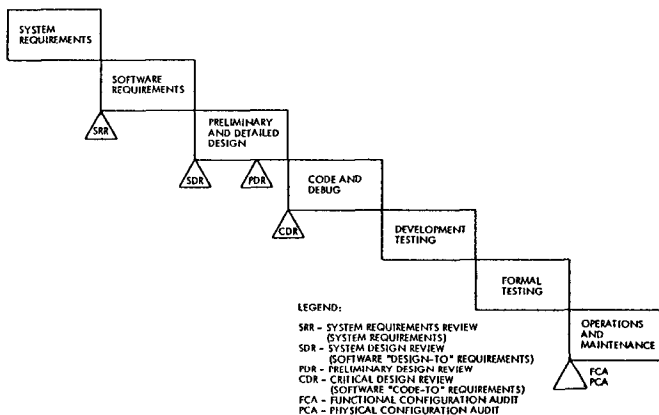 SYSTEM
REQUIREMENTS
SOFTWARE
REQUIREMENTS
SRR
PRELIMINARY
AND DETAILED
DESIGN
SDR
PDR
CODE AND
DEBUG
CDR
DEVELOPMENT
TESTING
FORMAL
TESTING
OPERATIONS
AND
MAINTENANCE
FCA
PCA
LEGEND:
SRR - SYSTEM REQUIREMENTS REVIEW
(SYSTEM REQUIREMENTS)
SDR - SYSTEM DESIGN REVIEW
(SOFTWARE "DESIGN-TO" REQUIREMENTS)
PDR - PRELIMINARY DESIGN REVIEW
CDR - CRITICAL DESIGN REVIEW
(SOFTWARE "CODE-TO" REQUIREMENTS)
FCA - FUNCTIONAL CONFIGURATION AUDIT
PCA - PHYSICAL CONFIGURATION AUDIT